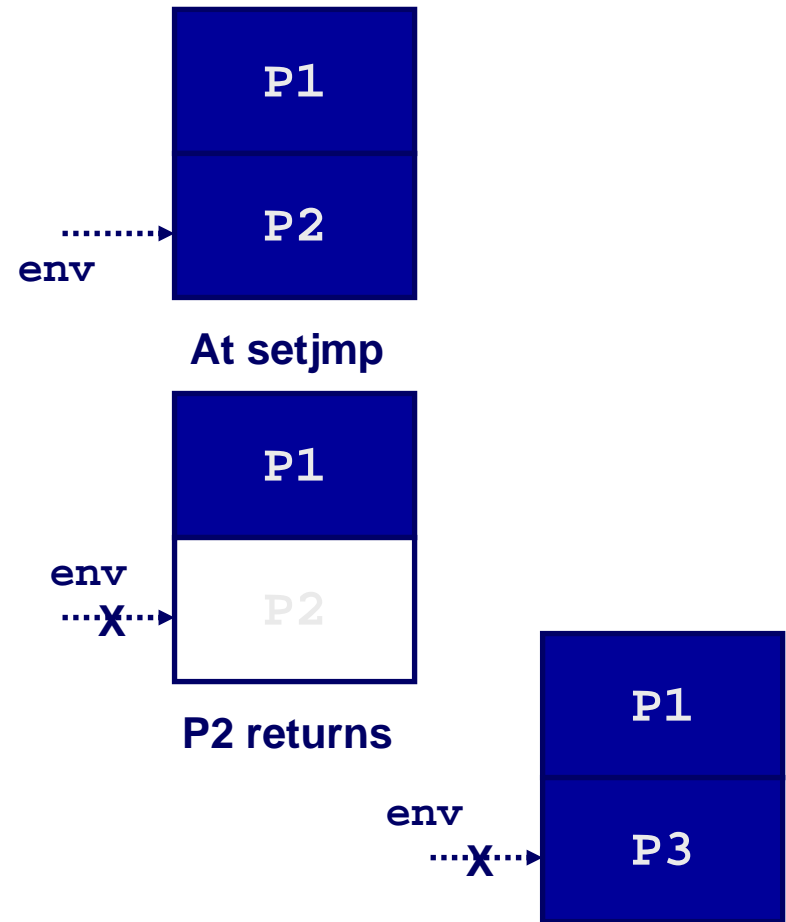 P1
P2
env
At setjmp
P1
env
X
P2
P2 returns
P1
env
X
P3